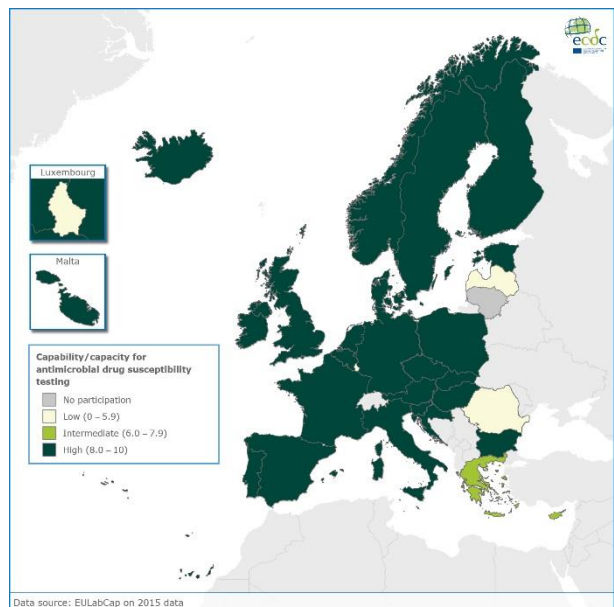 ecdc
Luxembourg
Malta
Capability/capacity for
antimicrobial drug susceptibility
testing
No participation
Low (0 – 5.9)
Intermediate (6.0 – 7.9)
High (8.0 – 10)
Data source: EULabCap on 2015 data